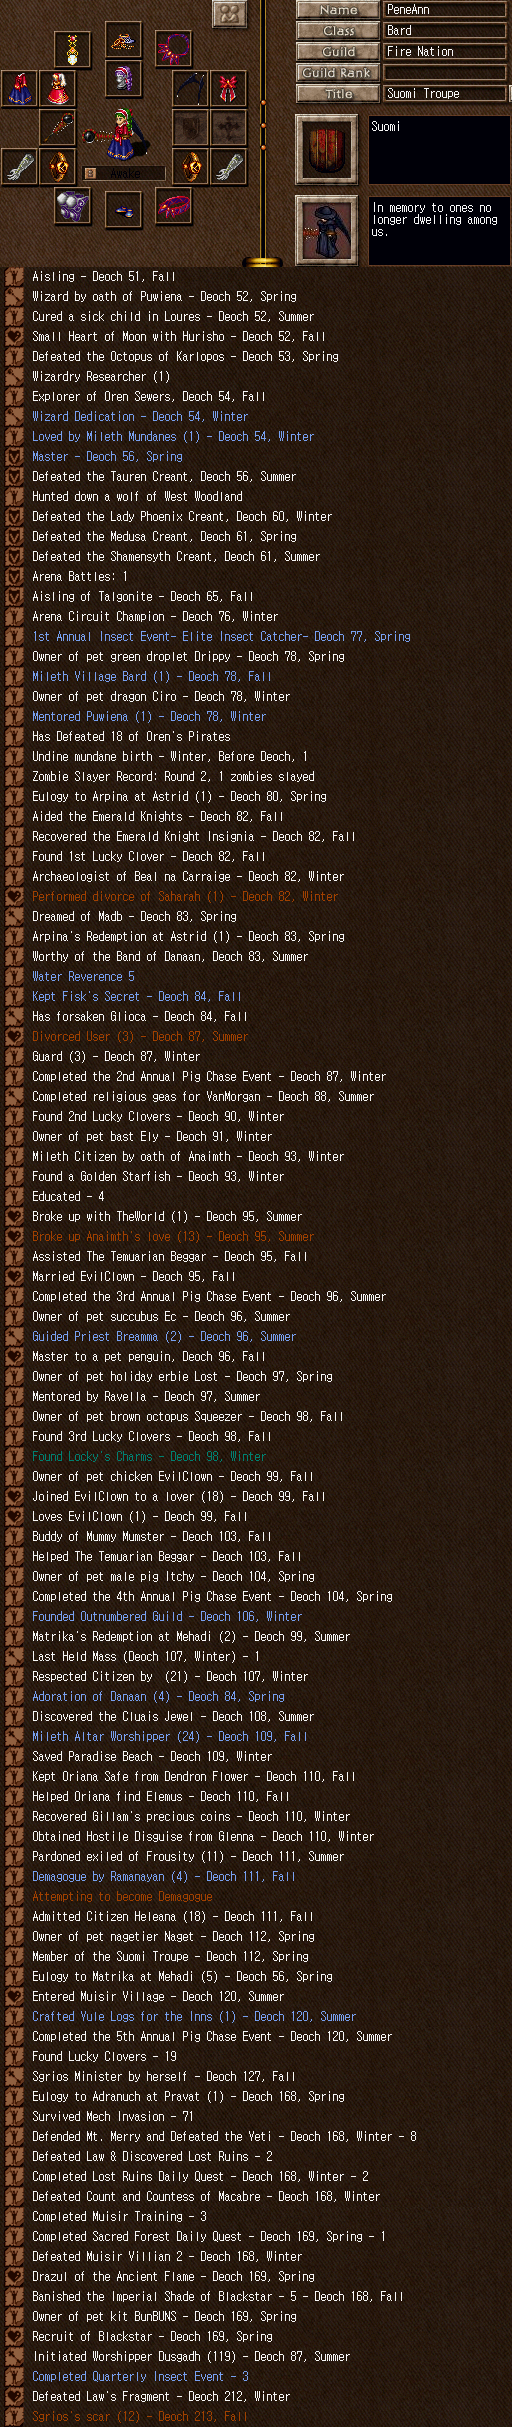 Name PeneAnn
Class Bard
Guild Fire Nation
Guild Rank
Title Suomi Troupe
Awake
Suomi
In memory to ones no
longer dwelling among
us.
Aisling - Deoch 51, Fall
Wizard by oath of Puwiena - Deoch 52, Spring
Cured a sick child in Loures - Deoch 52, Summer
Small Heart of Moon with Hurisho - Deoch 52, Fall
Defeated the Octopus of Karlopos - Deoch 53, Spring
Wizardry Researcher (1)
Explorer of Oren Sewers, Deoch 54, Fall
Wizard Dedication - Deoch 54, Winter
Loved by Mileth Mundanes (1) - Deoch 54, Winter
Master - Deoch 56, Spring
Defeated the Tauren Creant, Deoch 56, Summer
Hunted down a wolf of West Woodland
Defeated the Lady Phoenix Creant, Deoch 60, Winter
Defeated the Medusa Creant, Deoch 61, Spring
Defeated the Shamensyth Creant, Deoch 61, Summer
Arena Battles: 1
Aisling of Talgonite - Deoch 65, Fall
Arena Circuit Champion - Deoch 76, Winter
1st Annual Insect Event- Elite Insect Catcher- Deoch 77, Spring
Owner of pet green droplet Drippy - Deoch 78, Spring
Mileth Village Bard (1) - Deoch 78, Fall
Owner of pet dragon Ciro - Deoch 78, Winter
Mentored Puwiena (1) - Deoch 78, Winter
Has Defeated 18 of Oren's Pirates
Undine mundane birth - Winter, Before Deoch, 1
Zombie Slayer Record: Round 2, 1 zombies slayed
Eulogy to Arpina at Astrid (1) - Deoch 80, Spring
Aided the Emerald Knights - Deoch 82, Fall
Recovered the Emerald Knight Insignia - Deoch 82, Fall
Found 1st Lucky Clover - Deoch 82, Fall
Archaeologist of Beal na Carraige - Deoch 82, Winter
Performed divorce of Saharah (1) - Deoch 82, Winter
Dreamed of Madb - Deoch 83, Spring
Arpina's Redemption at Astrid (1) - Deoch 83, Spring
Worthy of the Band of Danaan, Deoch 83, Summer
Water Reverence 5
Kept Fisk's Secret - Deoch 84, Fall
Has forsaken Glioca - Deoch 84, Fall
Divorced User (3) - Deoch 87, Summer
Guard (3) - Deoch 87, Winter
Completed the 2nd Annual Pig Chase Event - Deoch 87, Winter
Completed religious geas for VanMorgan - Deoch 88, Summer
Found 2nd Lucky Clovers - Deoch 90, Winter
Owner of pet bast Ely - Deoch 91, Winter
Mileth Citizen by oath of Anaimth - Deoch 93, Winter
Found a Golden Starfish - Deoch 93, Winter
Educated - 4
Broke up with TheWorld (1) - Deoch 95, Summer
Broke up Anaimth's love (13) - Deoch 95, Summer
Assisted The Temuarian Beggar - Deoch 95, Fall
Married EvilClown - Deoch 95, Fall
Completed the 3rd Annual Pig Chase Event - Deoch 96, Summer
Owner of pet succubus Ec - Deoch 96, Summer
Guided Priest Breamma (2) - Deoch 96, Summer
Master to a pet penguin, Deoch 96, Fall
Owner of pet holiday erbie Lost - Deoch 97, Spring
Mentored by Ravella - Deoch 97, Summer
Owner of pet brown octopus Squeezer - Deoch 98, Fall
Found 3rd Lucky Clovers - Deoch 98, Fall
Found Locky's Charms - Deoch 98, Winter
Owner of pet chicken EvilClown - Deoch 99, Fall
Joined EvilClown to a lover (18) - Deoch 99, Fall
Loves EvilClown (1) - Deoch 99, Fall
Buddy of Mummy Mumster - Deoch 103, Fall
Helped The Temuarian Beggar - Deoch 103, Fall
Owner of pet male pig Itchy - Deoch 104, Spring
Completed the 4th Annual Pig Chase Event - Deoch 104, Spring
Founded Outnumbered Guild - Deoch 106, Winter
Matrika's Redemption at Mehadi (2) - Deoch 99, Summer
Last Held Mass (Deoch 107, Winter) - 1
Respected Citizen by  (21) - Deoch 107, Winter
Adoration of Danaan (4) - Deoch 84, Spring
Discovered the Cluais Jewel - Deoch 108, Summer
Mileth Altar Worshipper (24) - Deoch 109, Fall
Saved Paradise Beach - Deoch 109, Winter
Kept Oriana Safe from Dendron Flower - Deoch 110, Fall
Helped Oriana find Elemus - Deoch 110, Fall
Recovered Gillam's precious coins - Deoch 110, Winter
Obtained Hostile Disguise from Glenna - Deoch 110, Winter
Pardoned exiled of Frousity (11) - Deoch 111, Summer
Demagogue by Ramanayan (4) - Deoch 111, Fall
Attempting to become Demagogue
Admitted Citizen Heleana (18) - Deoch 111, Fall
Owner of pet nagetier Naget - Deoch 112, Spring
Member of the Suomi Troupe - Deoch 112, Spring
Eulogy to Matrika at Mehadi (5) - Deoch 56, Spring
Entered Muisir Village - Deoch 120, Summer
Crafted Yule Logs for the Inns (1) - Deoch 120, Summer
Completed the 5th Annual Pig Chase Event - Deoch 120, Summer
Found Lucky Clovers - 19
Sgrios Minister by herself - Deoch 127, Fall
Eulogy to Adranuch at Pravat (1) - Deoch 168, Spring
Survived Mech Invasion - 71
Defended Mt. Merry and Defeated the Yeti - Deoch 168, Winter - 8
Defeated Law & Discovered Lost Ruins - 2
Completed Lost Ruins Daily Quest - Deoch 168, Winter - 2
Defeated Count and Countess of Macabre - Deoch 168, Winter
Completed Muisir Training - 3
Completed Sacred Forest Daily Quest - Deoch 169, Spring - 1
Defeated Muisir Villian 2 - Deoch 168, Winter
Drazul of the Ancient Flame - Deoch 169, Spring
Banished the Imperial Shade of Blackstar - 5 - Deoch 168, Fall
Owner of pet kit BunBUNS - Deoch 169, Spring
Recruit of Blackstar - Deoch 169, Spring
Initiated Worshipper Dusgadh (119) - Deoch 87, Summer
Completed Quarterly Insect Event - 3
Defeated Law's Fragment - Deoch 212, Winter
Sgrios's scar (12) - Deoch 213, Fall